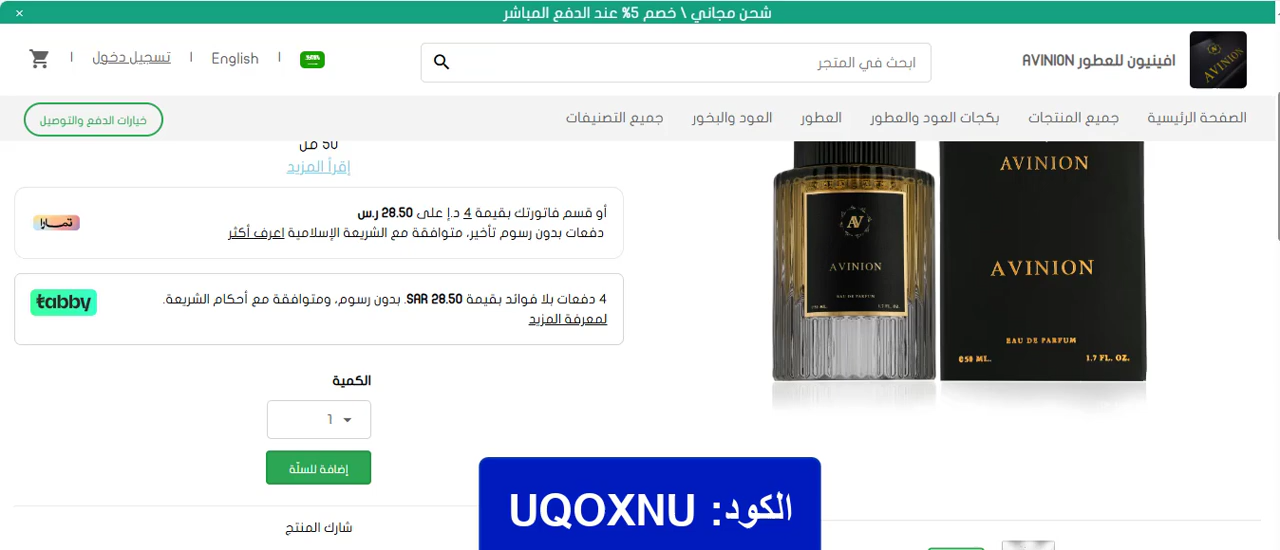 شحن مجاني \ خصم 5% عند الدفع المباشر
×
افينيون للعطور AVINION
ابحث في المتجر
English
تسجيل دخول
AVINION
الصفحة الرئيسية
جميع المنتجات
بكجات العود والعطور
العطور
العود والبخور
جميع التصنيفات
خيارات الدفع والتوصيل
AVINION
AVINION
EAU DE PARFUM
50 ML.
1.7 FL. OZ.
AV
AVINION
EAU DE PARFUM
50 مل
إقرأ المزيد
أو قسم فاتورتك بقيمة 4 د.إ على 28.50 ر.س
دفعات بدون رسوم تأخير، متوافقة مع الشريعة الإسلامية اعرف أكثر
تمارا
4 دفعات بلا فوائد بقيمة SAR 28.50. بدون رسوم، ومتوافقة مع أحكام الشريعة.
لمعرفة المزيد
tabby
الكمية
1
إضافة للسلّة
شارك المنتج
الكود: UQOXNU